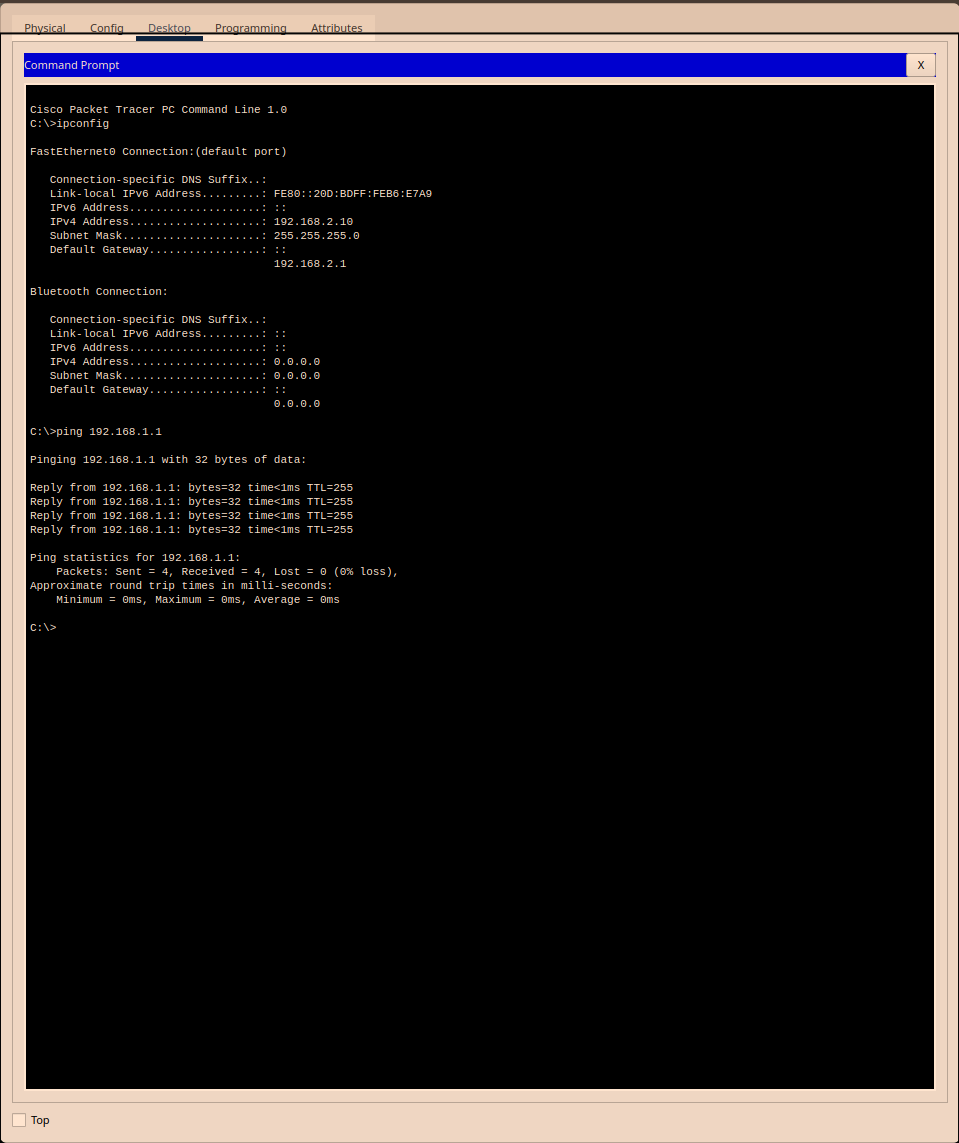 Physical Config Desktop Programming Attributes
Command Prompt X
Cisco Packet Tracer PC Command Line 1.0
C:\>ipconfig
FastEthernet0 Connection:(default port)
Connection-specific DNS Suffix..:
Link-local IPv6 Address.........: FE80::20D:BDFF:FEB6:E7A9
IPv6 Address....................: ::
IPv4 Address....................: 192.168.2.10
Subnet Mask.....................: 255.255.255.0
Default Gateway.................: ::
192.168.2.1
Bluetooth Connection:
Connection-specific DNS Suffix..:
Link-local IPv6 Address.........: ::
IPv6 Address....................: ::
IPv4 Address....................: 0.0.0.0
Subnet Mask.....................: 0.0.0.0
Default Gateway.................: ::
0.0.0.0
C:\>ping 192.168.1.1
Pinging 192.168.1.1 with 32 bytes of data:
Reply from 192.168.1.1: bytes=32 time<1ms TTL=255
Reply from 192.168.1.1: bytes=32 time<1ms TTL=255
Reply from 192.168.1.1: bytes=32 time<1ms TTL=255
Reply from 192.168.1.1: bytes=32 time<1ms TTL=255
Ping statistics for 192.168.1.1:
Packets: Sent = 4, Received = 4, Lost = 0 (0% loss),
Approximate round trip times in milli-seconds:
Minimum = 0ms, Maximum = 0ms, Average = 0ms
C:\>
Top